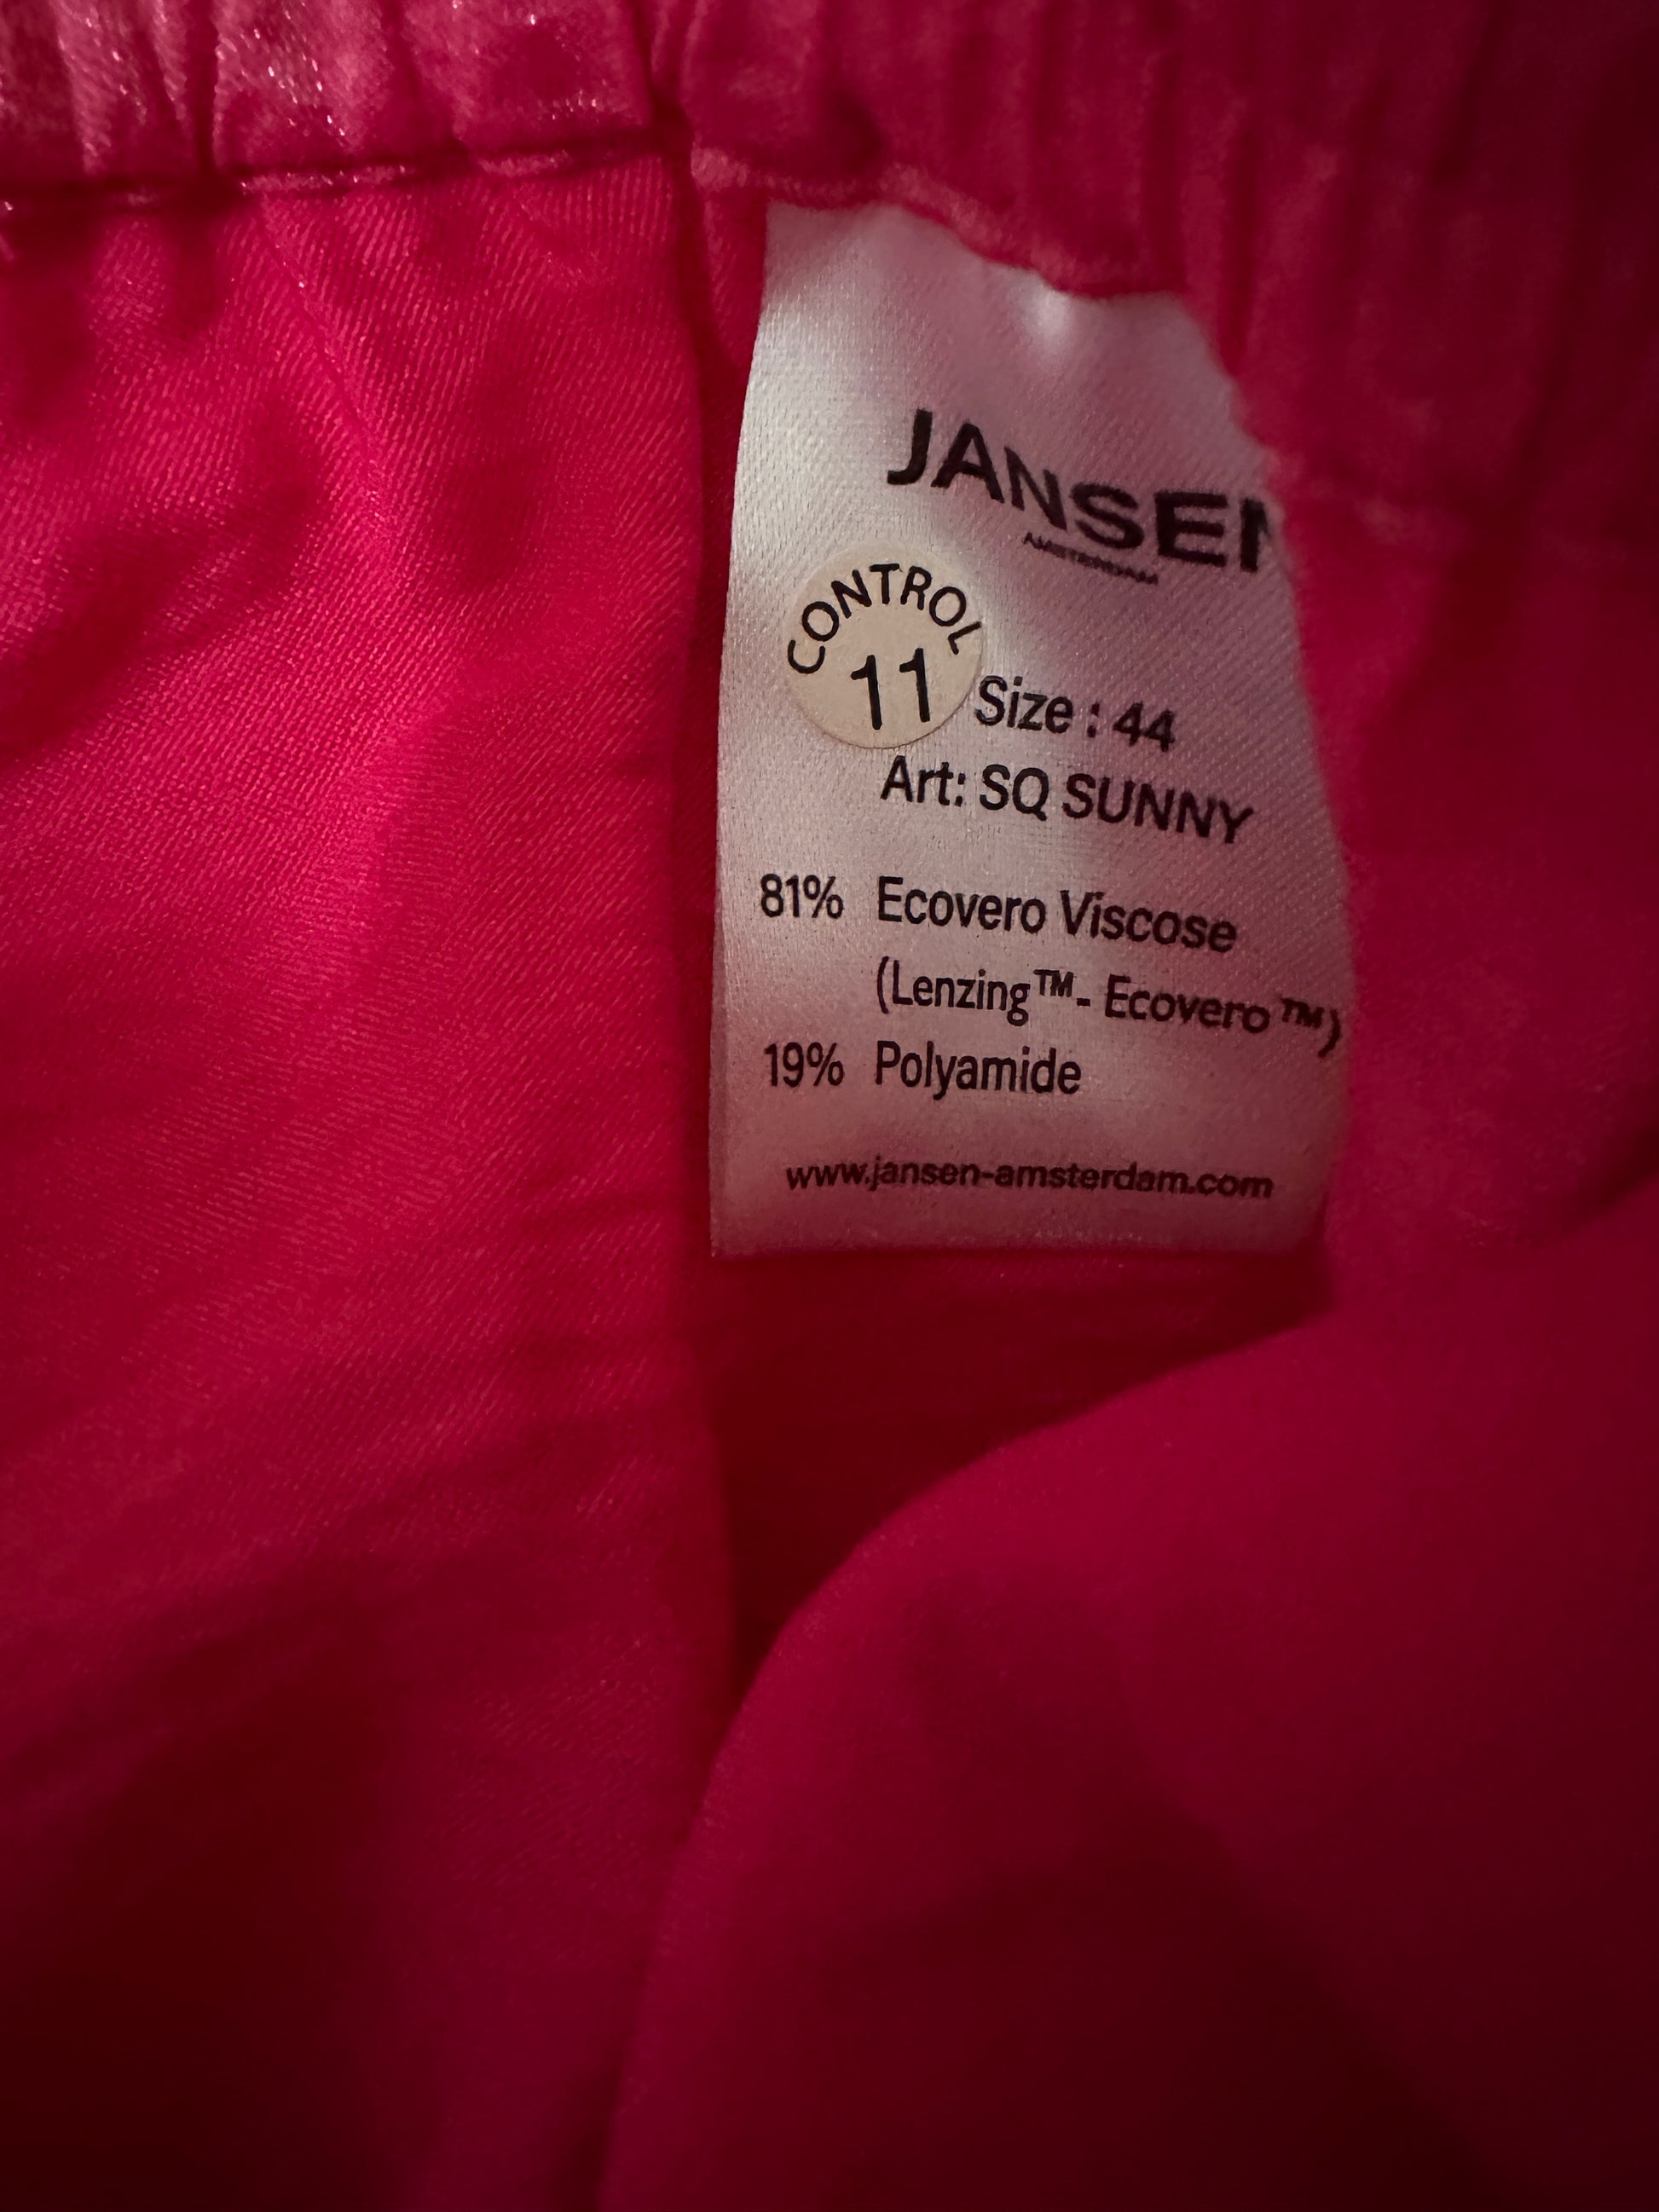 JANSEN
AMSTERDAM
CONTROL
11
Size : 44
Art: SQ SUNNY
81% Ecovero Viscose
(Lenzing™- Ecovero™)
19% Polyamide
www.jansen-amsterdam.com